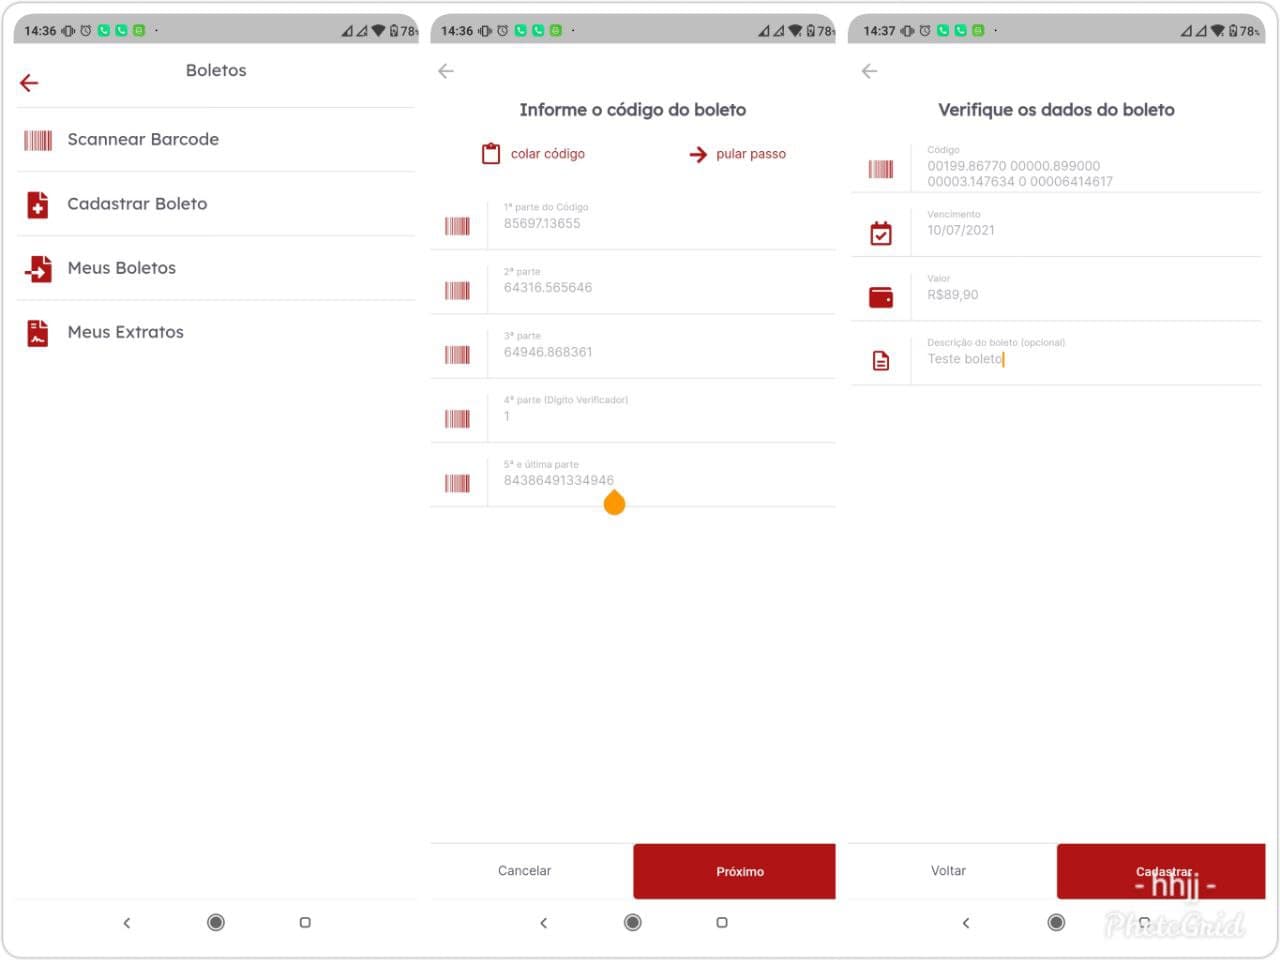 14:36
78%
Boletos
Scannear Barcode
Cadastrar Boleto
Meus Boletos
Meus Extratos
14:36
78%
Informe o código do boleto
colar código
pular passo
1ª parte do Código
85697.13655
2ª parte
64316.565646
3ª parte
64946.868361
4ª parte (Digito Verificador)
1
5ª e última parte
84386491334946
Cancelar
Próximo
14:37
78%
Verifique os dados do boleto
Código
00199.86770 00000.899000
00003.147634 0 00006414617
Vencimento
10/07/2021
Valor
R$89,90
Descrição do boleto (opcional)
Teste boleto
Voltar
Cadastrar
- hhjj -
PhotoGrid